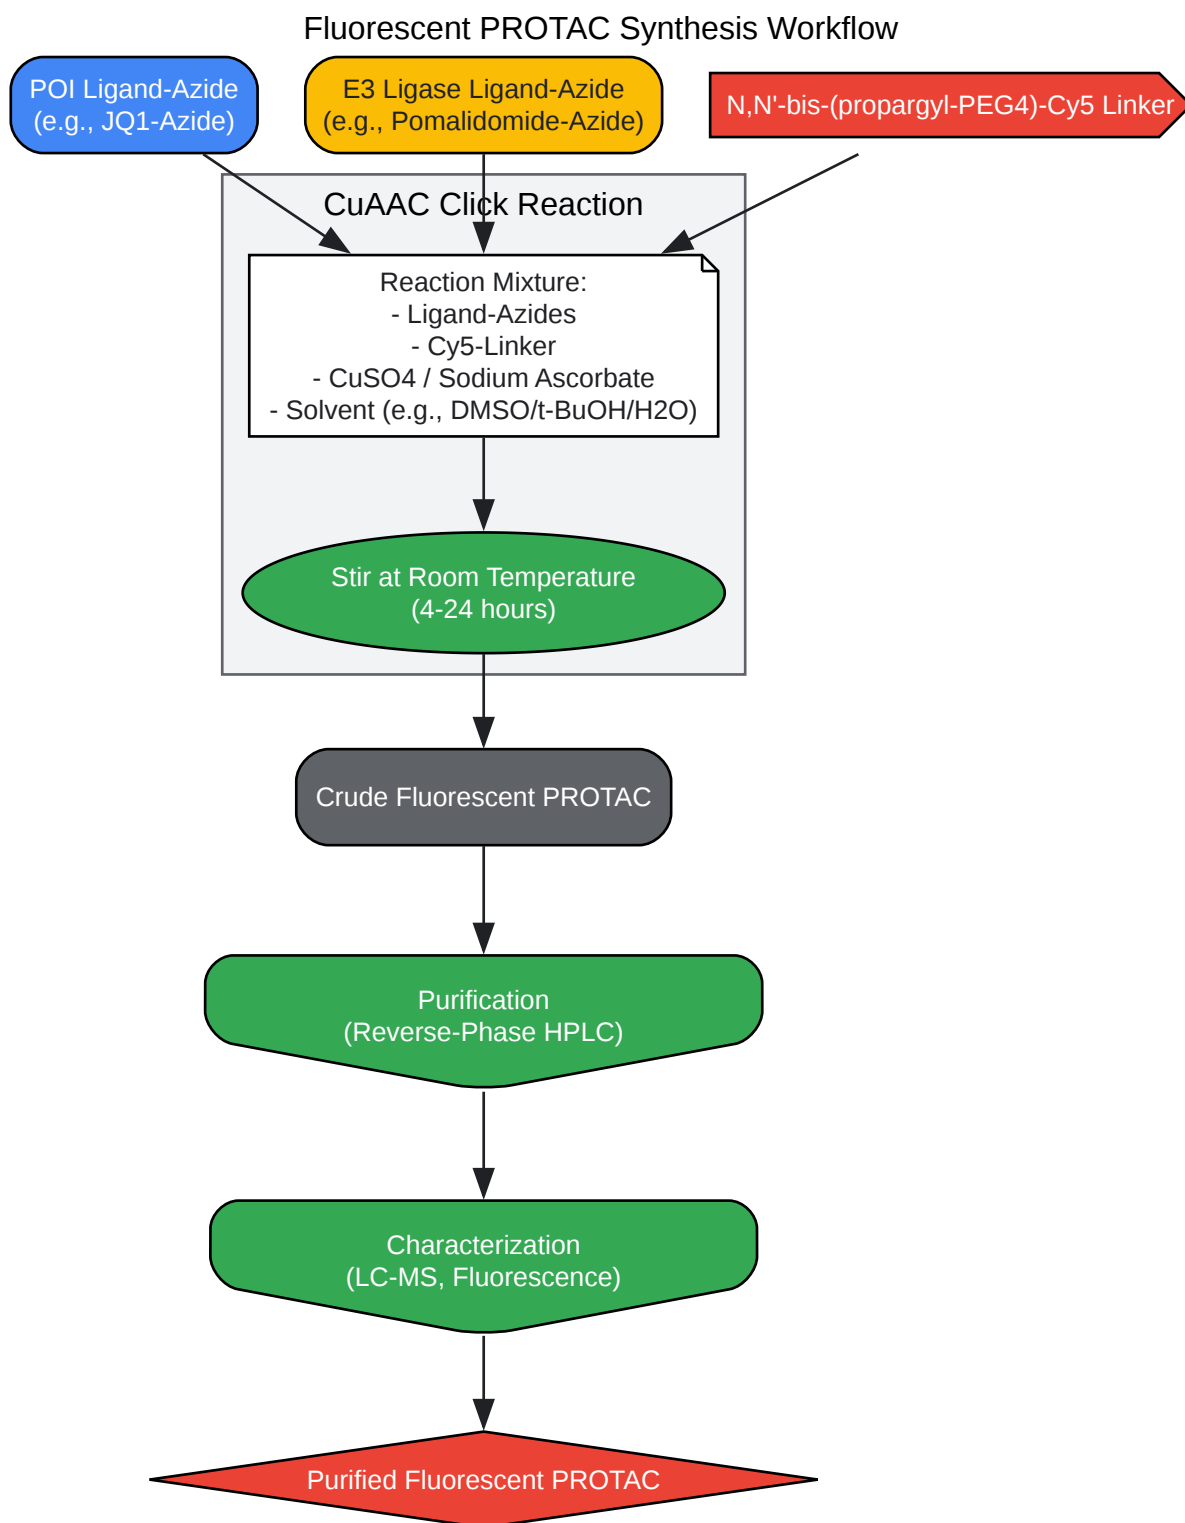 Fluorescent PROTAC Synthesis Workflow
POI Ligand-Azide
(e.g., JQ1-Azide)
E3 Ligase Ligand-Azide
(e.g., Pomalidomide-Azide)
N,N'-bis-(propargyl-PEG4)-Cy5 Linker
CuAAC Click Reaction
Reaction Mixture:
- Ligand-Azides
- Cy5-Linker
- CuSO4 / Sodium Ascorbate
- Solvent (e.g., DMSO/t-BuOH/H2O)
Stir at Room Temperature
(4-24 hours)
Crude Fluorescent PROTAC
Purification
(Reverse-Phase HPLC)
Characterization
(LC-MS, Fluorescence)
Purified Fluorescent PROTAC